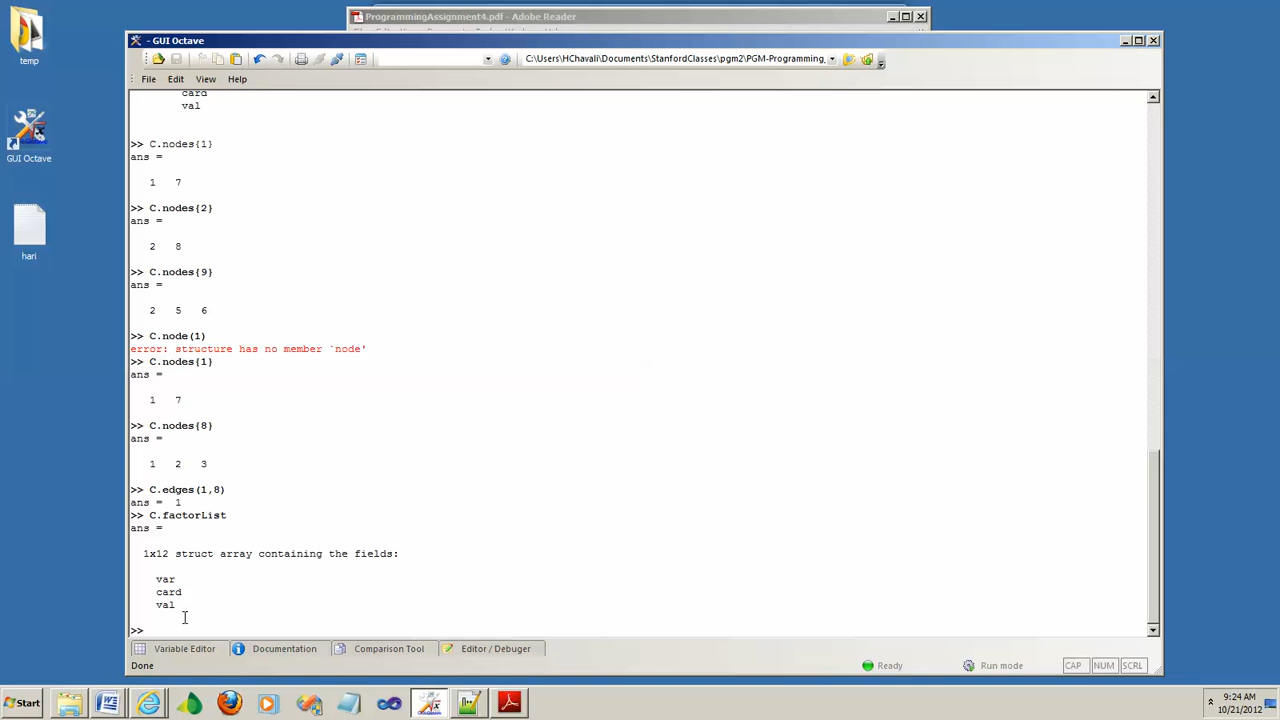 ProgrammingAssignment4.pdf - Adobe Reader
- GUI Octave
C:\Users\HChavali\Documents\StanfordClasses\pgm2\PGM-Programming_
File Edit View Help
card
val
>> C.nodes{1}
ans =
1 7
>> C.nodes{2}
ans =
2 8
>> C.nodes{9}
ans =
2 5 6
>> C.node(1)
error: structure has no member `node'
>> C.nodes{1}
ans =
1 7
>> C.nodes{8}
ans =
1 2 3
>> C.edges(1,8)
ans = 1
>> C.factorList
ans =
1x12 struct array containing the fields:
var
card
val
>>
Variable Editor Documentation Comparison Tool Editor / Debuger
Done Ready Run mode CAP NUM SCRL
temp
GUI Octave
hari
Start
9:24 AM
10/21/2012